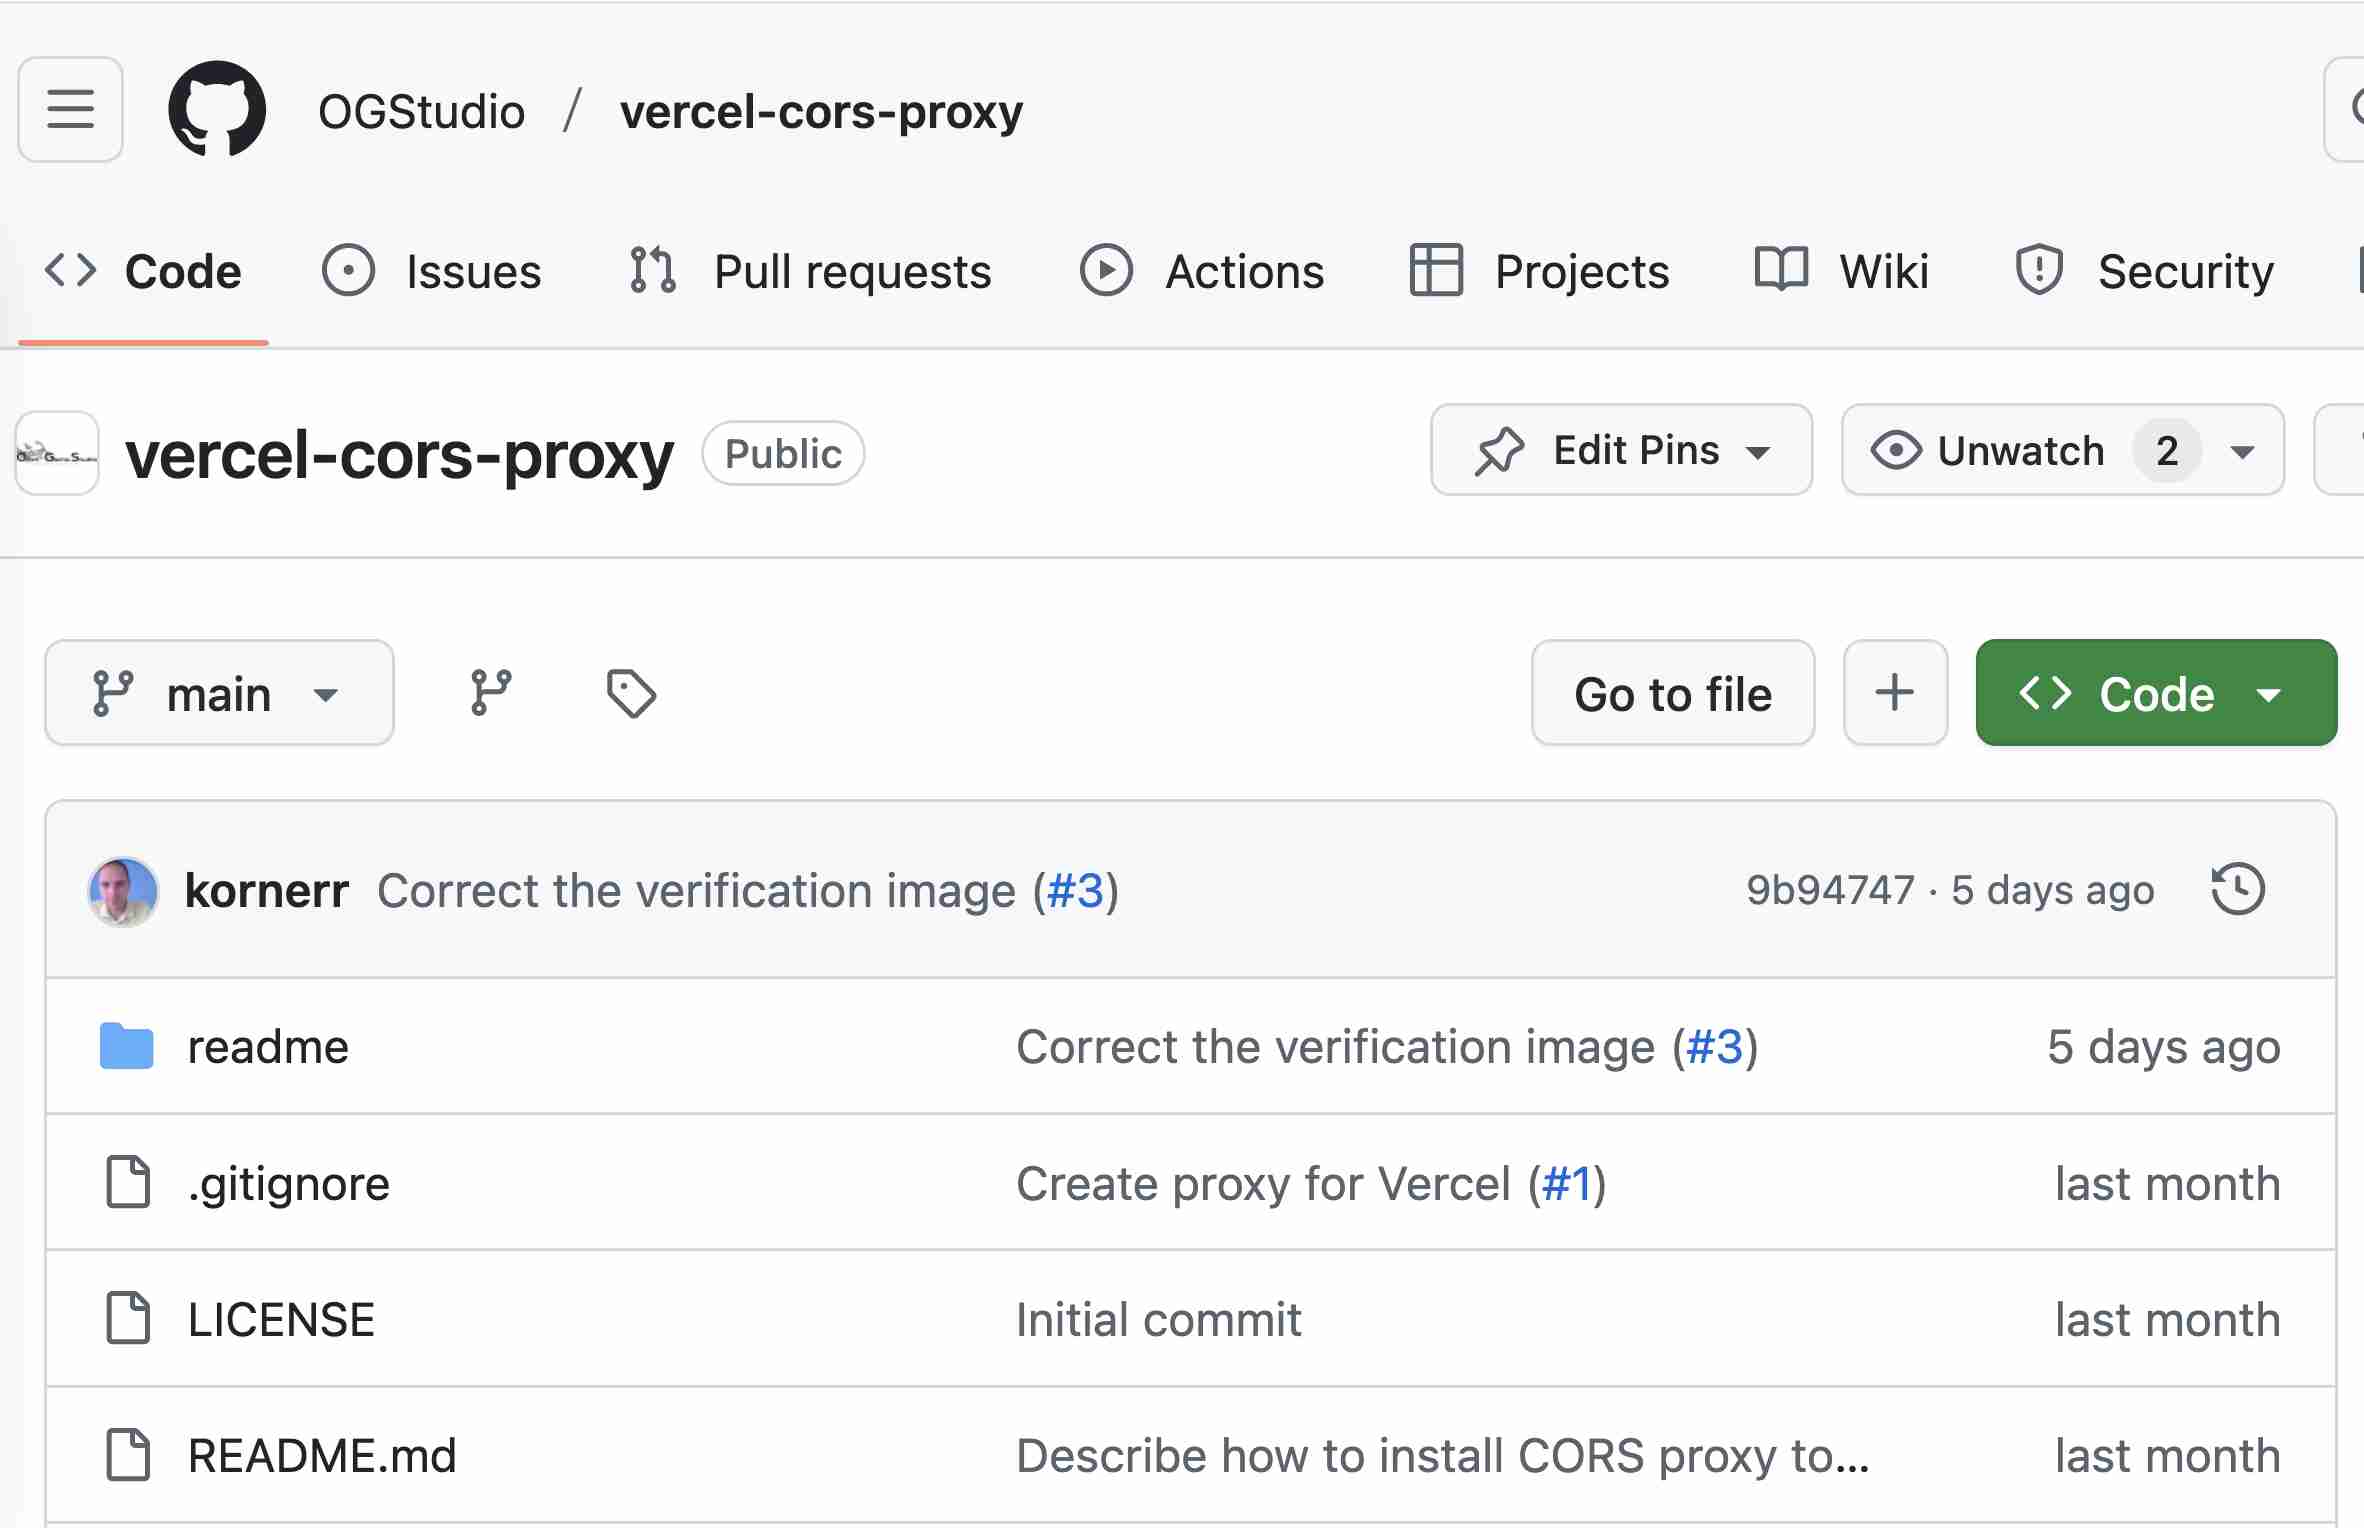 OGStudio / vercel-cors-proxy
Code Issues Pull requests Actions Projects Wiki Security
vercel-cors-proxy Public Edit Pins Unwatch 2
main Go to file + Code
kornerr Correct the verification image (#3) 9b94747 · 5 days ago
readme Correct the verification image (#3) 5 days ago
.gitignore Create proxy for Vercel (#1) last month
LICENSE Initial commit last month
README.md Describe how to install CORS proxy to... last month